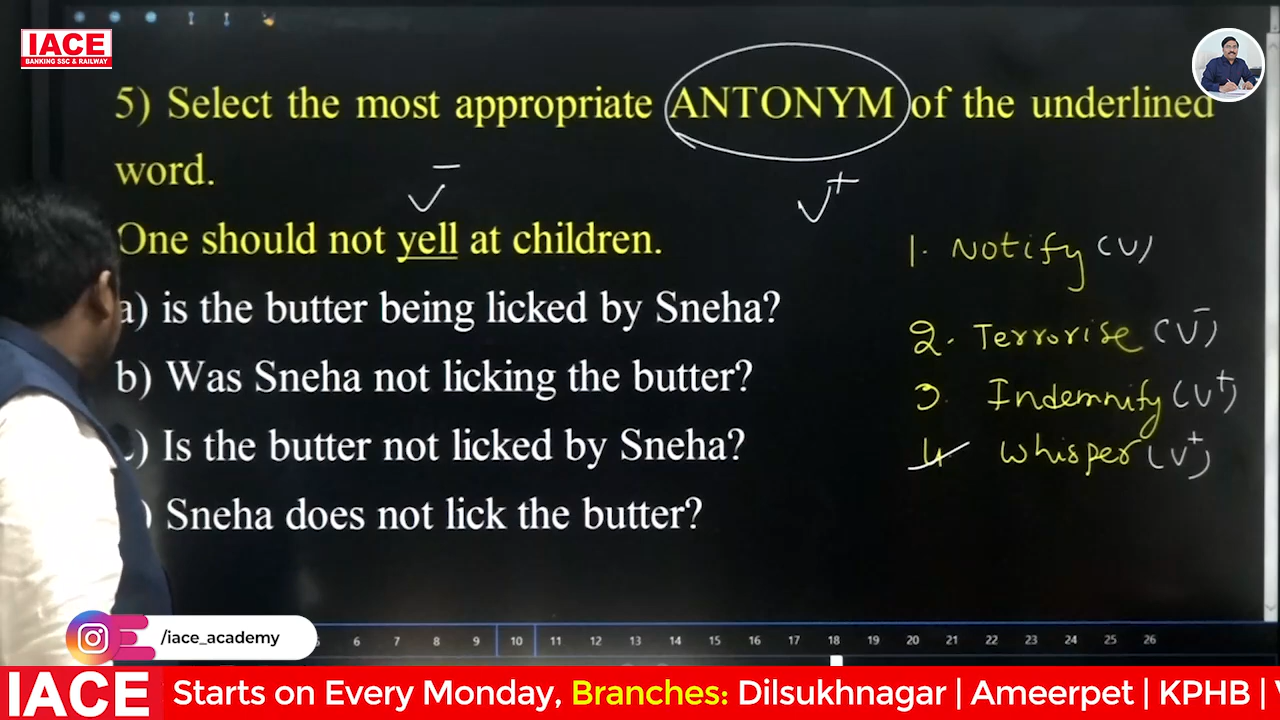 IACE
BANKING SSC & RAILWAY
5) Select the most appropriate ANTONYM of the underlined
word.
One should not yell at children.
a) is the butter being licked by Sneha?
b) Was Sneha not licking the butter?
) Is the butter not licked by Sneha?
) Sneha does not lick the butter?
V-
V+
1. Notify (V)
2. Terrorise (V-)
3. Indemnify (V+)
4 Whisper (V+)
/iace_academy
6 7 8 9 10 11 12 13 14 15 16 17 18 19 20 21 22 23 24 25 26
IACE Starts on Every Monday, Branches: Dilsukhnagar | Ameerpet | KPHB |